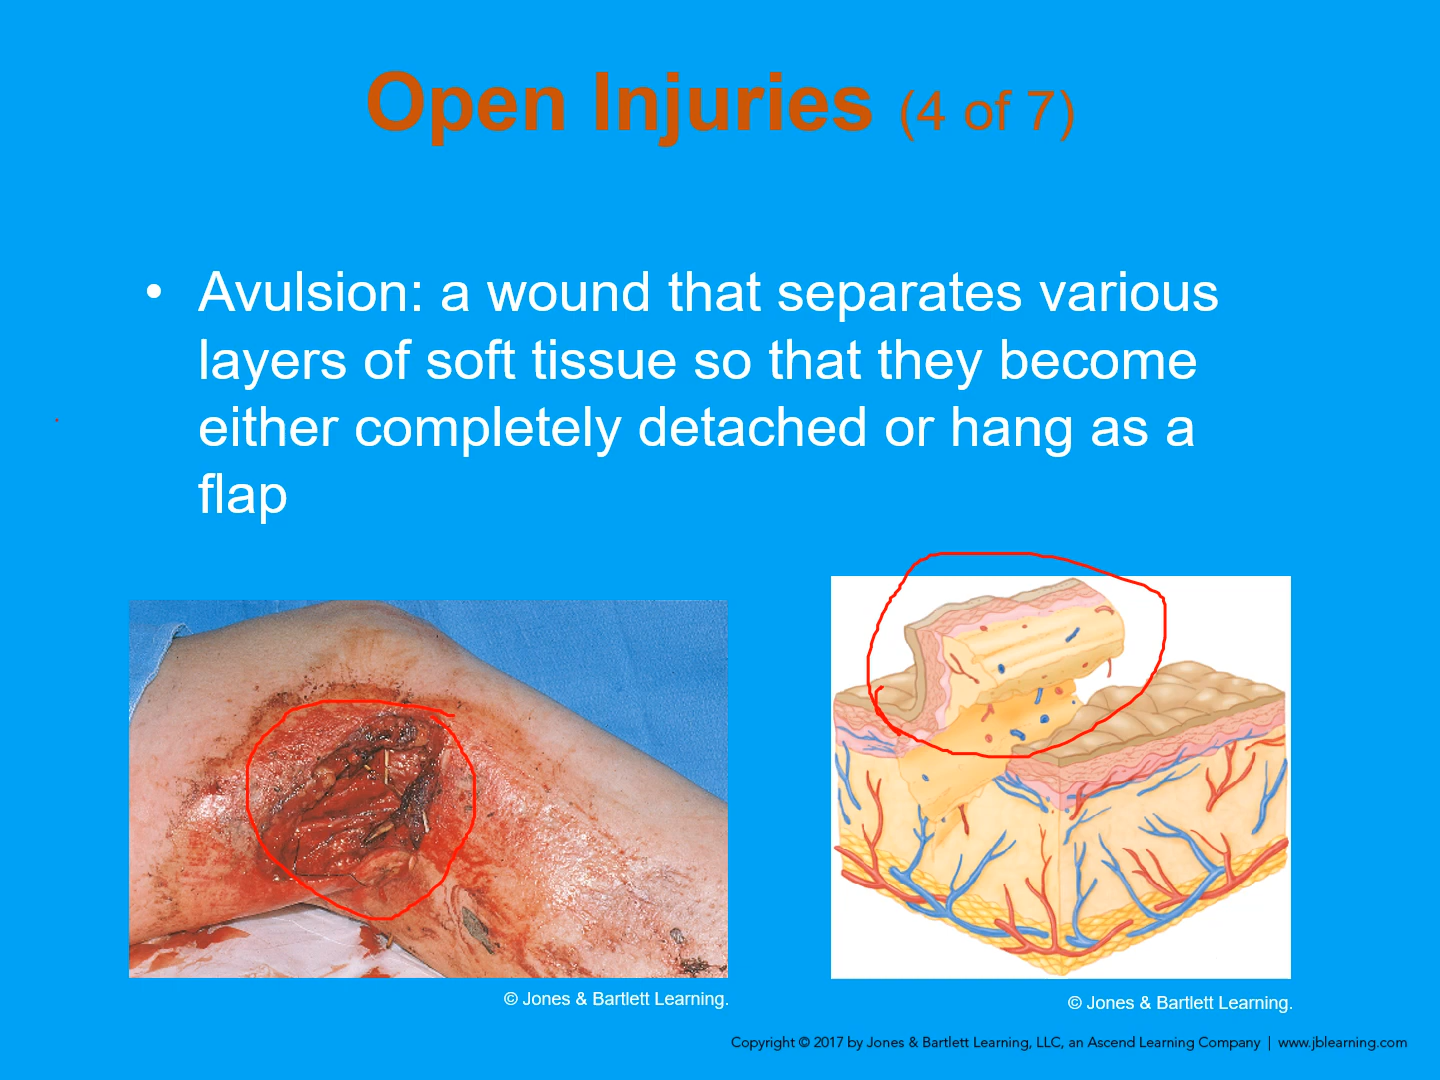 Open Injuries (4 of 7)
• Avulsion: a wound that separates various
layers of soft tissue so that they become
either completely detached or hang as a
flap
© Jones & Bartlett Learning.
© Jones & Bartlett Learning.
Copyright © 2017 by Jones & Bartlett Learning, LLC, an Ascend Learning Company | www.jblearning.com